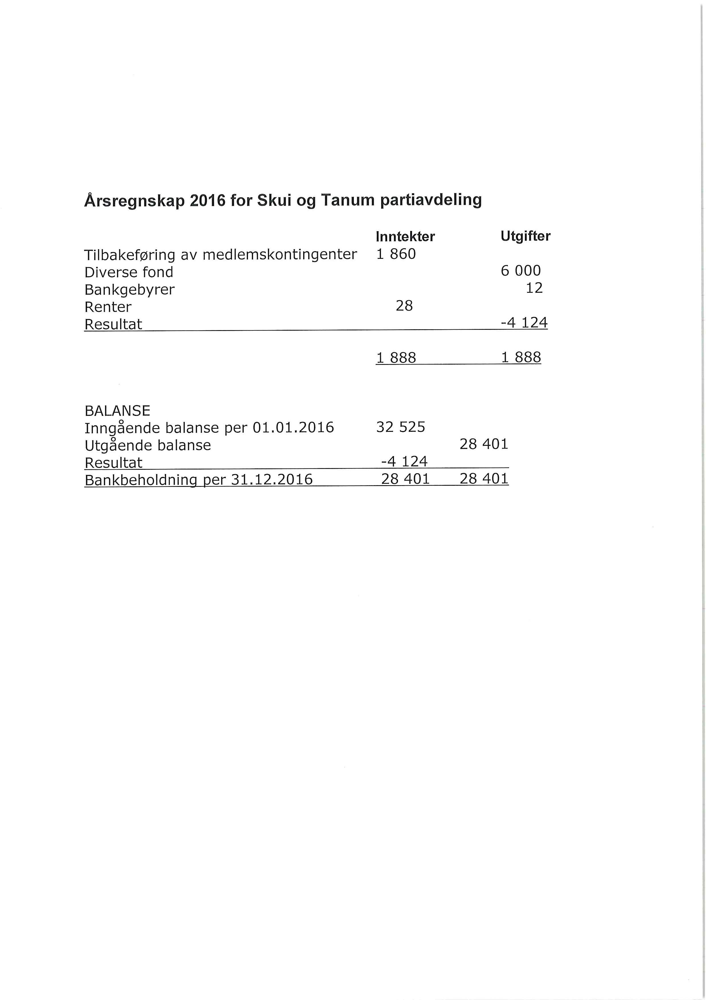 Årsregnskap 2016 for Skui og Tanum partiavdeling
Inntekter Utgifter
Tilbakeføring av medlemskontingenter 1 860
Diverse fond 6 000
Bankgebyrer 12
Renter 28
Resultat -4 124
1 888 1 888
BALANSE
Inngående balanse per 01.01.2016 32 525
Utgående balanse 28 401
Resultat -4 124
Bankbeholdning per 31.12.2016 28 401 28 401